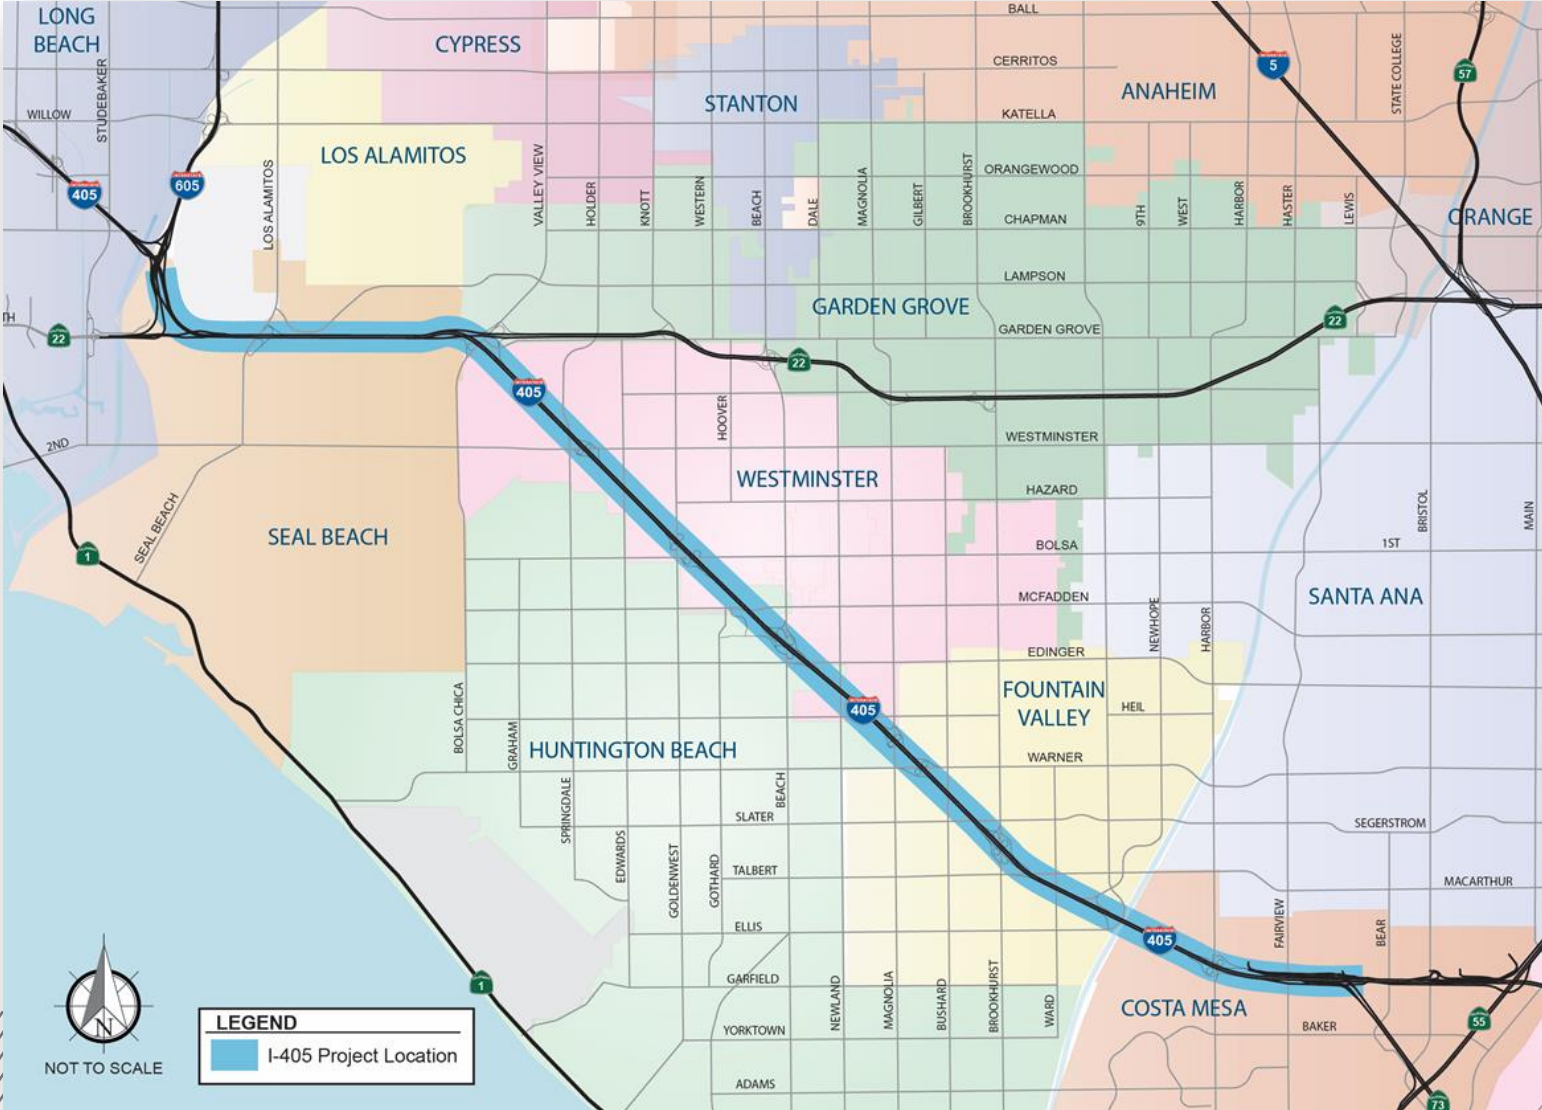 LONG
BEACH
CYPRESS
BALL
CERRITOS
STANTON
ANAHEIM
5
57
STATE COLLEGE
STUDEBAKER
WILLOW
KATELLA
LOS ALAMITOS
405
605
LOS ALAMITOS
VALLEY VIEW
HOLDER
KNOTT
WESTERN
BEACH
DALE
MAGNOLIA
GILBERT
BROOKHURST
ORANGEWOOD
CHAPMAN
9TH
WEST
HARBOR
HASTER
LEWIS
ORANGE
LAMPSON
GARDEN GROVE
GARDEN GROVE
TH
22
22
22
405
HOOVER
2ND
WESTMINSTER
WESTMINSTER
HAZARD
BRISTOL
MAIN
SEAL BEACH
SEAL BEACH
1
BOLSA
1ST
MCFADDEN
NEWHOPE
HARBOR
SANTA ANA
EDINGER
BOLSA CHICA
GRAHAM
405
FOUNTAIN
VALLEY
HEIL
HUNTINGTON BEACH
WARNER
SPRINGDALE
BEACH
SLATER
SEGERSTROM
EDWARDS
GOLDENWEST
GOTHARD
TALBERT
MACARTHUR
ELLIS
405
FAIRVIEW
BEAR
GARFIELD
1
NEWLAND
MAGNOLIA
BUSHARD
BROOKHURST
WARD
COSTA MESA
YORKTOWN
BAKER
55
ADAMS
73
N
NOT TO SCALE
LEGEND
I-405 Project Location